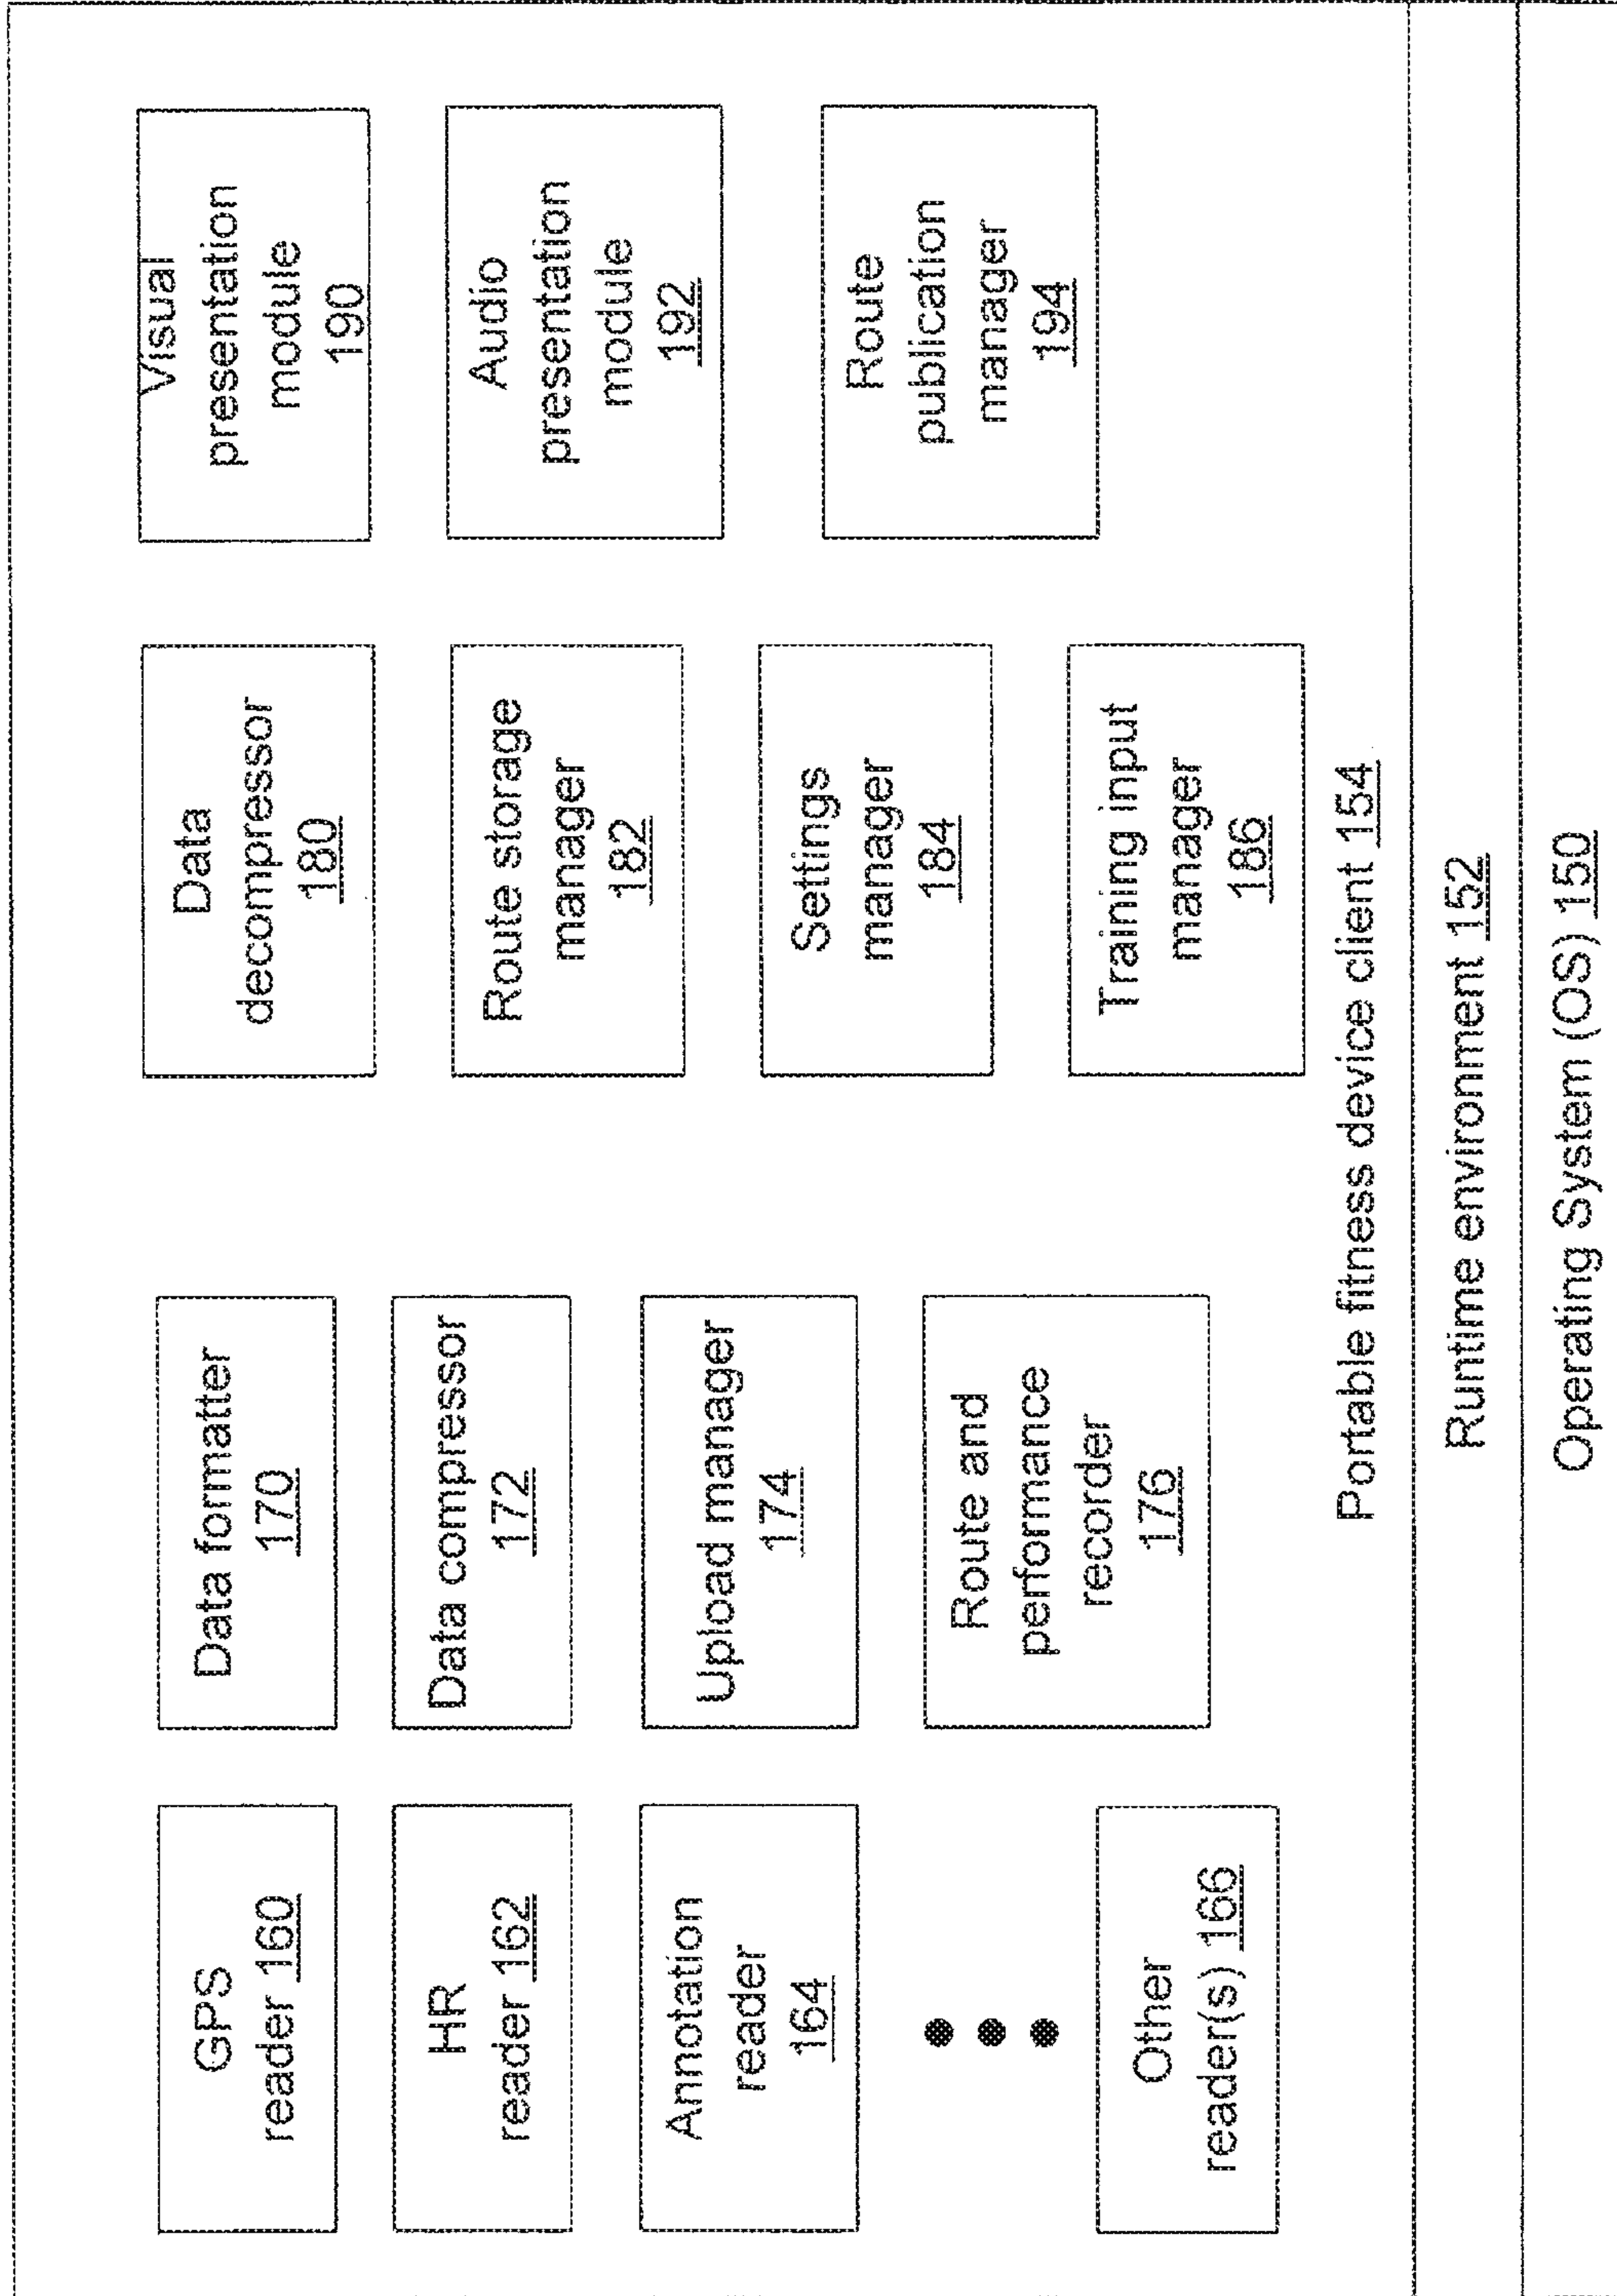 GPS
reader 160
HR
reader 162
Annotation
reader
164
Other
reader(s) 166
Data formatter
170
Data compressor
172
Upload manager
174
Route and
performance
recorder
176
Data
decompressor
180
Route storage
manager
182
Settings
manager
184
Training input
manager
186
Visual
presentation
module
190
Audio
presentation
module
192
Route
publication
manager
194
Portable fitness device client 154
Runtime environment 152
Operating System (OS) 150